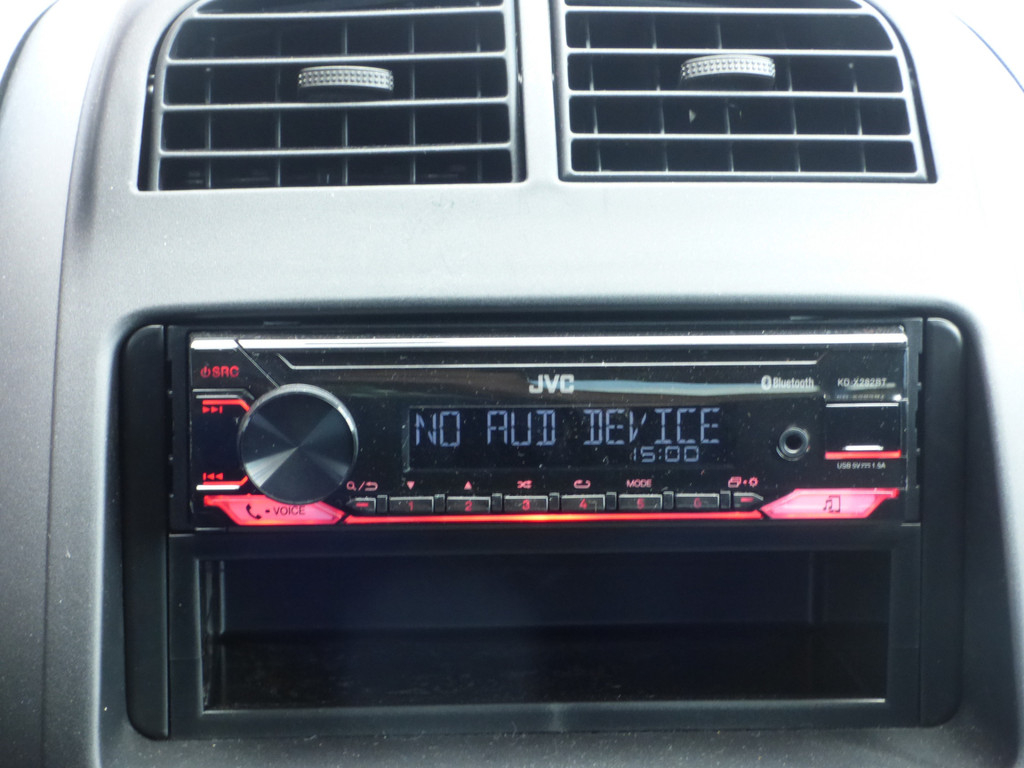 SRC
JVC
Bluetooth
KD-X282BT
NO AUD DEVICE
15:00
USB 5V 1.5A
MODE
1 2 3 4 5 6
- VOICE